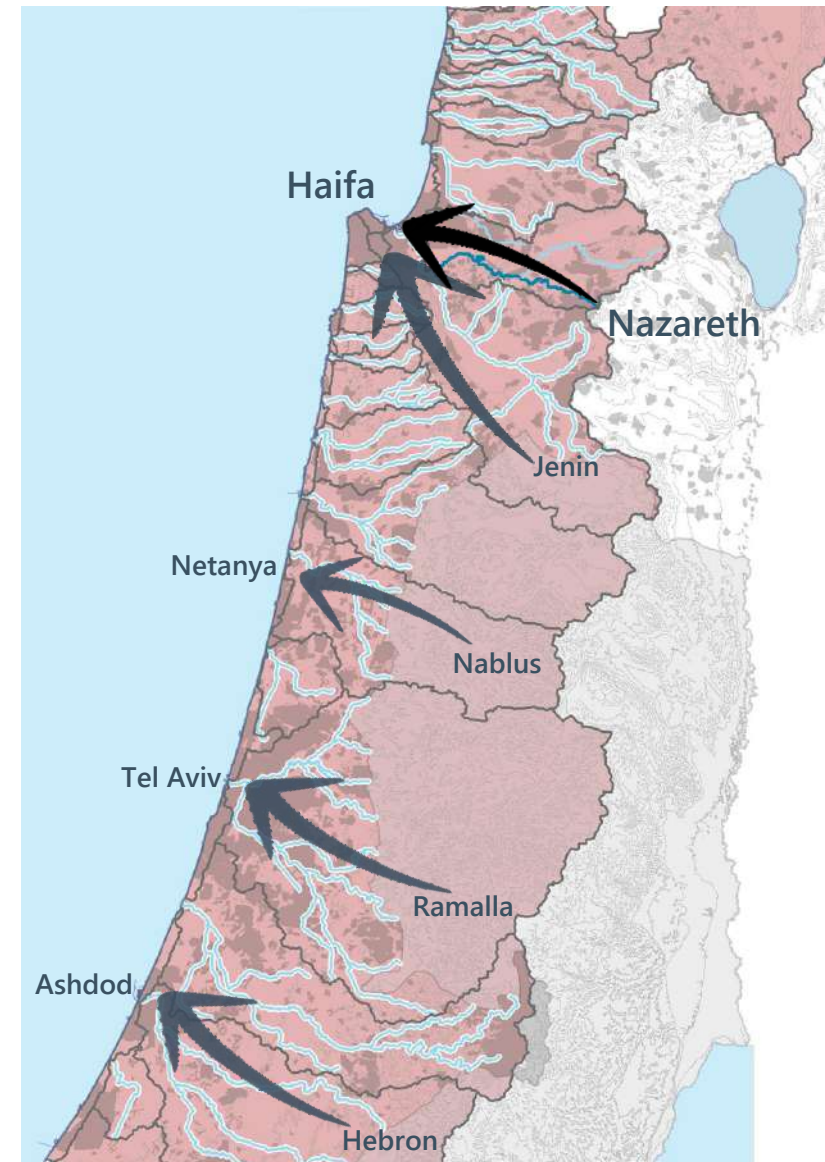 Haifa
Nazareth
Jenin
Netanya
Nablus
Tel Aviv
Ramalla
Ashdod
Hebron